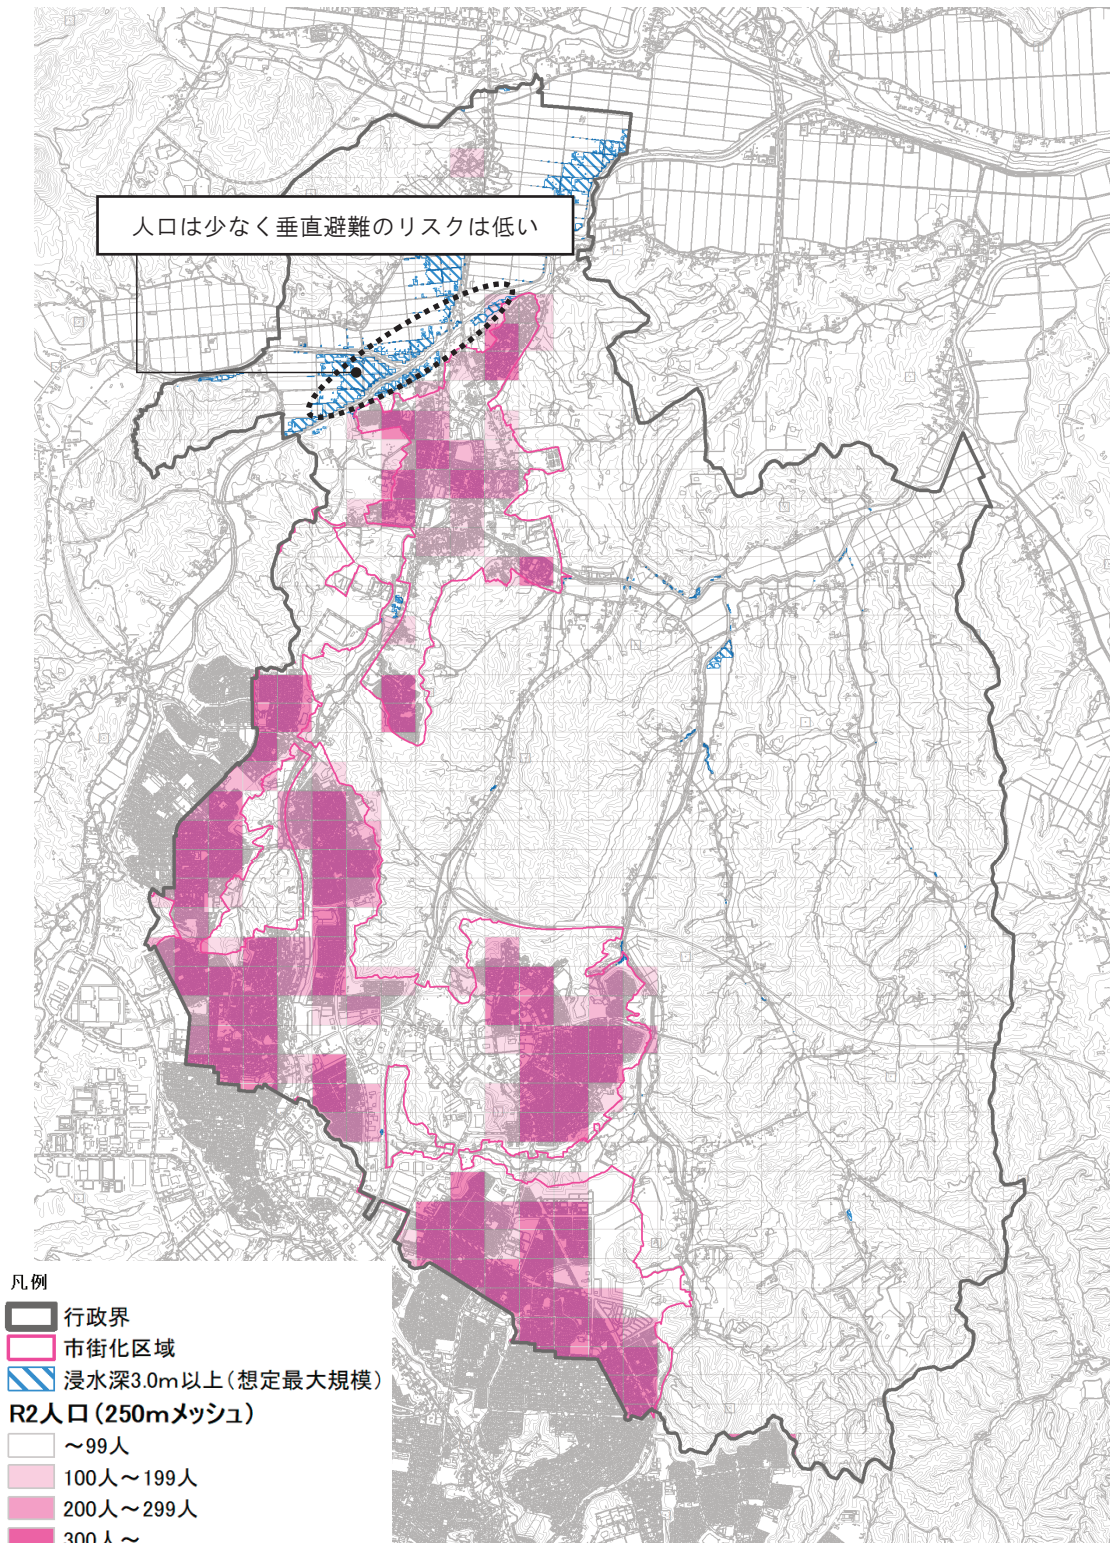 人口は少なく垂直避難のリスクは低い
凡例
行政界
市街化区域
浸水深3.0m以上(想定最大規模)
R2人口(250mメッシュ)
～99人
100人～199人
200人～299人
300人～